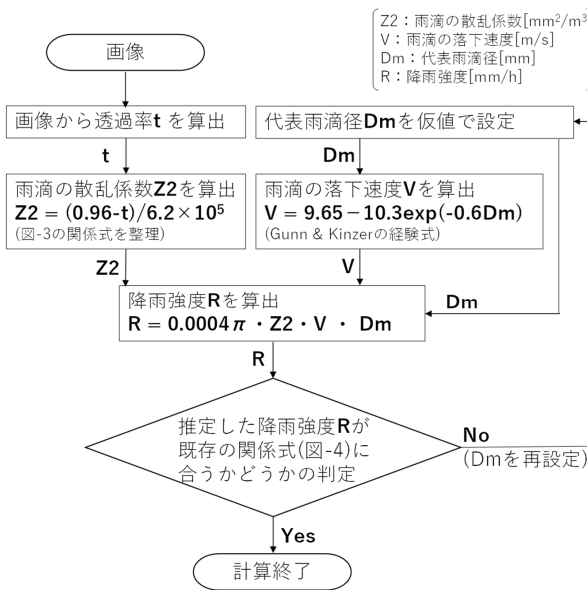 Z2：雨滴の散乱係数[mm²/m³
V：雨滴の落下速度[m/s]
Dm：代表雨滴径[mm]
R：降雨強度[mm/h]
画像
画像から透過率t を算出
代表雨滴径Dmを仮値で設定
t
Dm
雨滴の散乱係数Z2を算出
Z2 = (0.96-t)/6.2×10⁵
(図-3の関係式を整理)
雨滴の落下速度Vを算出
V = 9.65－10.3exp(-0.6Dm)
(Gunn & Kinzerの経験式)
Z2
V
Dm
降雨強度Rを算出
R = 0.0004π・Z2・V ・ Dm
R
推定した降雨強度Rが
既存の関係式(図-4)に
合うかどうかの判定
No
(Dmを再設定)
Yes
計算終了